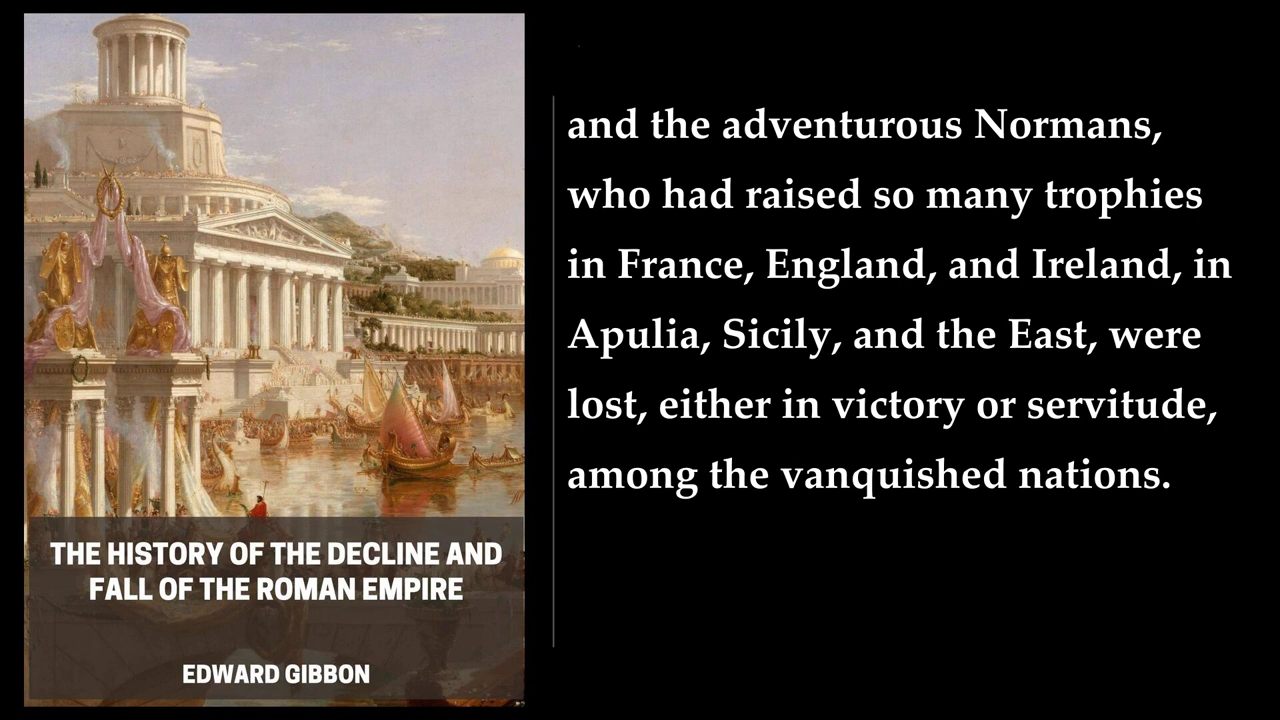 and the adventurous Normans,
who had raised so many trophies
in France, England, and Ireland, in
Apulia, Sicily, and the East, were
lost, either in victory or servitude,
among the vanquished nations.
THE HISTORY OF THE DECLINE AND
FALL OF THE ROMAN EMPIRE
EDWARD GIBBON